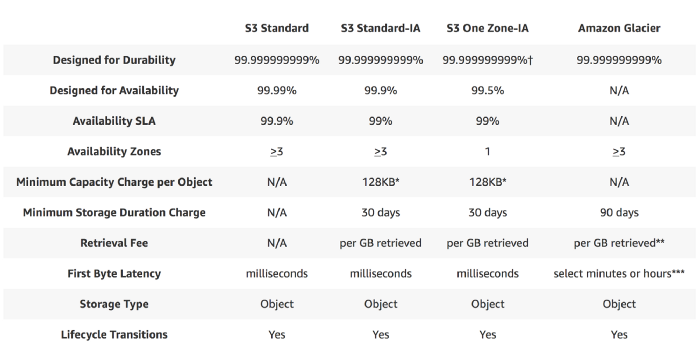 S3 Standard S3 Standard-IA S3 One Zone-IA Amazon Glacier
Designed for Durability 99.999999999% 99.999999999% 99.999999999%† 99.999999999%
Designed for Availability 99.99% 99.9% 99.5% N/A
Availability SLA 99.9% 99% 99% N/A
Availability Zones ≥3 ≥3 1 ≥3
Minimum Capacity Charge per Object N/A 128KB* 128KB* N/A
Minimum Storage Duration Charge N/A 30 days 30 days 90 days
Retrieval Fee N/A per GB retrieved per GB retrieved per GB retrieved**
First Byte Latency milliseconds milliseconds milliseconds select minutes or hours***
Storage Type Object Object Object Object
Lifecycle Transitions Yes Yes Yes Yes